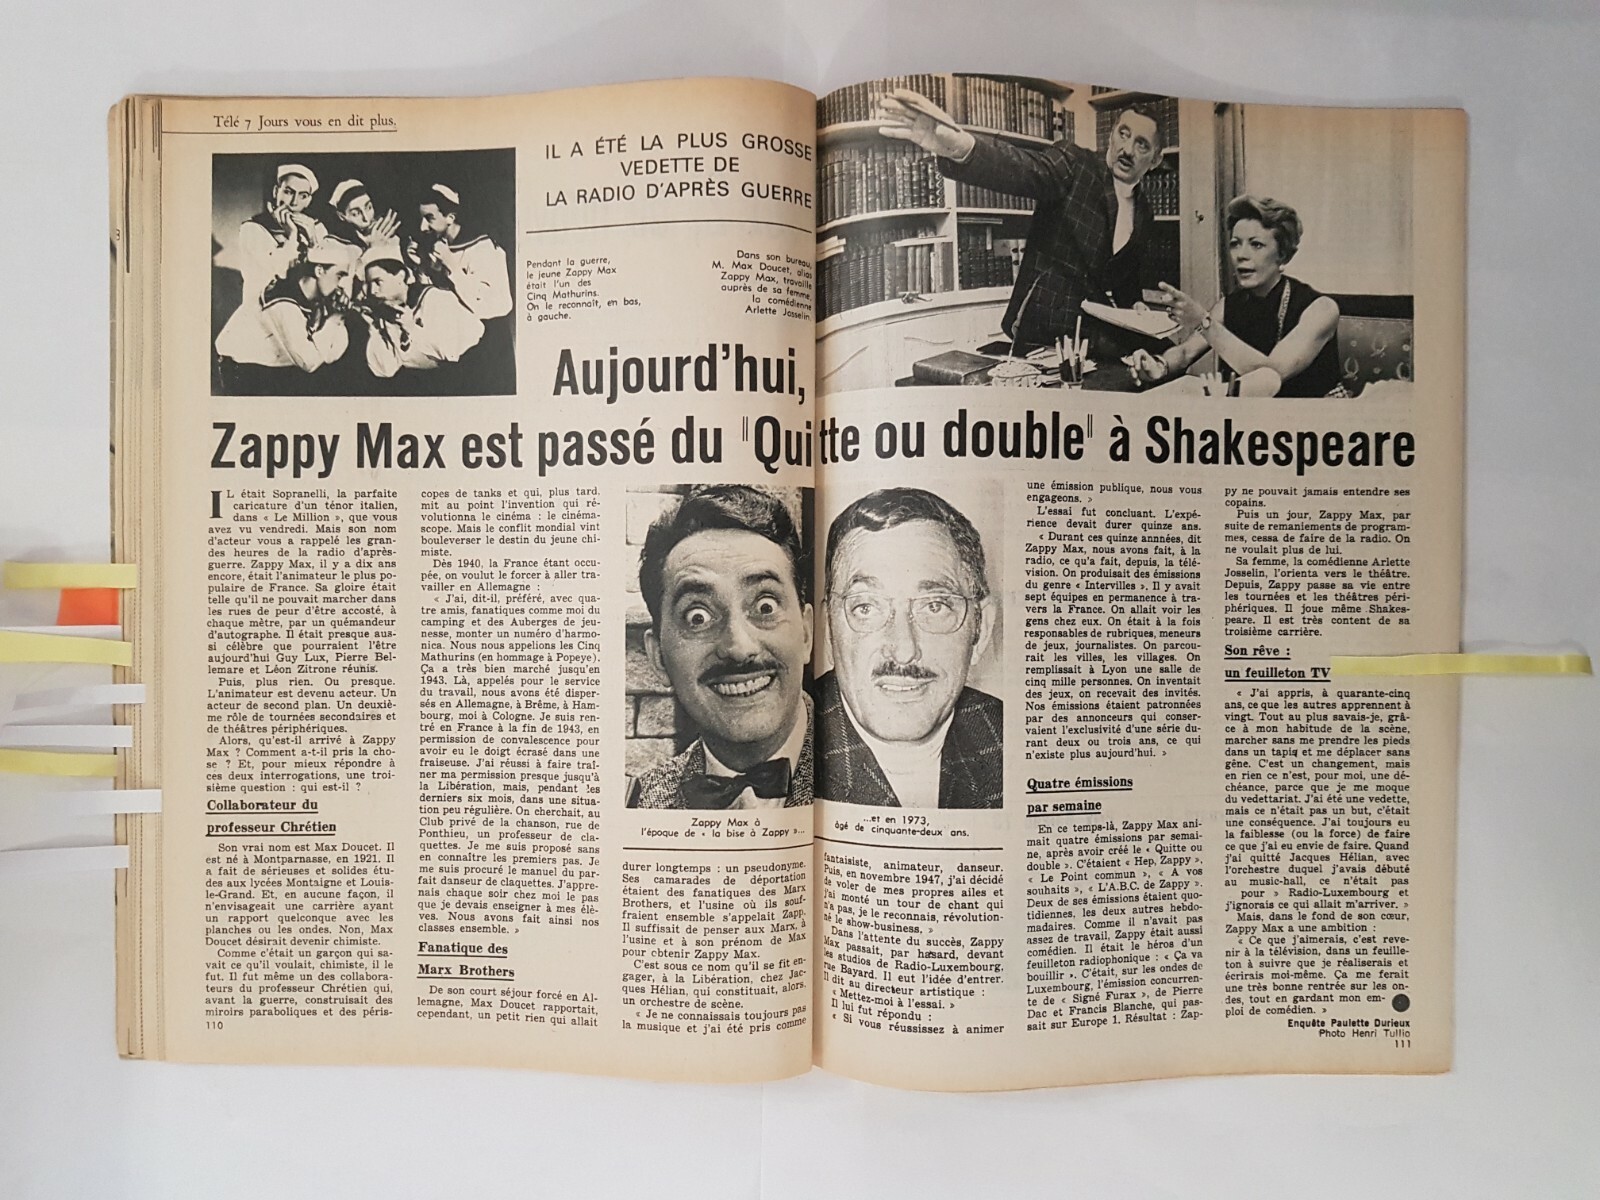 Télé 7 Jours vous en dit plus.
IL A ÉTÉ LA PLUS GROSSE
VEDETTE DE
LA RADIO D'APRÈS GUERRE
Pendant la guerre,
le jeune Zappy Max
était l'un des
Cinq Mathurins.
On le reconnaît, en bas,
à gauche.
Dans son bureau,
M. Max Doucet, alias
Zappy Max, travaille
auprès de sa femme,
la comédienne
Arlette Josselin.
Aujourd'hui,
Zappy Max est passé du "Quitte ou double" à Shakespeare
IL était Sopranelli, la parfaite
caricature d'un ténor italien,
dans « Le Million », que vous
avez vu vendredi. Mais son nom
d'acteur vous a rappelé les gran-
des heures de la radio d'après-
guerre. Zappy Max, il y a dix ans
encore, était l'animateur le plus po-
pulaire de France. Sa gloire était
telle qu'il ne pouvait marcher dans
les rues de peur d'être accosté, à
chaque mètre, par un quémandeur
d'autographe. Il était presque aus-
si célèbre que pourraient l'être
aujourd'hui Guy Lux, Pierre Bel-
lemare et Léon Zitrone réunis.
Puis, plus rien. Ou presque.
L'animateur est devenu acteur. Un
acteur de second plan. Un deuxiè-
me rôle de tournées secondaires et
de théâtres périphériques.
Alors, qu'est-il arrivé à Zappy
Max ? Comment a-t-il pris la cho-
se ? Et, pour mieux répondre à
ces deux interrogations, une troi-
sième question : qui est-il ?
Collaborateur du
professeur Chrétien
Son vrai nom est Max Doucet. Il
est né à Montparnasse, en 1921. Il
a fait de sérieuses et solides étu-
des aux lycées Montaigne et Louis-
le-Grand. Et, en aucune façon, il
n'envisageait une carrière ayant
un rapport quelconque avec les
planches ou les ondes. Non, Max
Doucet désirait devenir chimiste.
Comme c'était un garçon qui sa-
vait ce qu'il voulait, chimiste, il le
fut. Il fut même un des collabora-
teurs du professeur Chrétien qui,
avant la guerre, construisait des
miroirs paraboliques et des péris-
110
copes de tanks et qui, plus tard,
mit au point l'invention qui ré-
volutionna le cinéma : le cinéma-
scope. Mais le conflit mondial vint
bouleverser le destin du jeune chi-
miste.
Dès 1940, la France étant occu-
pée, on voulut le forcer à aller tra-
vailler en Allemagne :
« J'ai, dit-il, préféré, avec qua-
tre amis, fanatiques comme moi du
camping et des Auberges de jeu-
nesse, monter un numéro d'harmo-
nica. Nous nous appelions les Cinq
Mathurins (en hommage à Popeye).
Ça a très bien marché jusqu'en
1943. Là, appelés pour le service
du travail, nous avons été disper-
sés en Allemagne, à Brême, à Ham-
bourg, moi à Cologne. Je suis ren-
tré en France à la fin de 1943, en
permission de convalescence pour
avoir eu le doigt écrasé dans une
fraiseuse. J'ai réussi à faire traî-
ner ma permission presque jusqu'à
la Libération, mais, pendant les
derniers six mois, dans une situa-
tion peu régulière. On cherchait, au
Club privé de la chanson, rue de
Ponthieu, un professeur de cla-
quettes. Je me suis proposé sans
en connaître les premiers pas. Je
me suis procuré le manuel du par-
fait danseur de claquettes. J'appre-
nais chaque soir chez moi le pas
que je devais enseigner à mes élè-
ves. Nous avons fait ainsi nos
classes ensemble. »
Fanatique des
Marx Brothers
De son court séjour forcé en Al-
lemagne, Max Doucet rapportait,
cependant, un petit rien qui allait
Zappy Max à
l'époque de « la bise à Zappy »...
durer longtemps : un pseudonyme.
Ses camarades de déportation
étaient des fanatiques des Marx
Brothers, et l'usine où ils souf-
fraient ensemble s'appelait Zapp.
Il suffisait de penser aux Marx, à
l'usine et à son prénom de Max
pour obtenir Zappy Max.
C'est sous ce nom qu'il se fit en-
gager, à la Libération, chez Jac-
ques Hélian, qui constituait, alors,
un orchestre de scène.
« Je ne connaissais toujours pas
la musique et j'ai été pris comme
...et en 1973,
âgé de cinquante-deux ans.
fantaisiste, animateur, danseur.
Puis, en novembre 1947, j'ai décidé
de voler de mes propres ailes et
j'ai monté un tour de chant qui
n'a pas, je le reconnais, révolution-
né le show-business. »
Dans l'attente du succès, Zappy
Max passait, par hasard, devant
les studios de Radio-Luxembourg,
rue Bayard. Il eut l'idée d'entrer.
Il dit au directeur artistique :
« Mettez-moi à l'essai. »
Il lui fut répondu :
« Si vous réussissez à animer
une émission publique, nous vous
engageons. »
L'essai fut concluant. L'expé-
rience devait durer quinze ans.
« Durant ces quinze annnées, dit
Zappy Max, nous avons fait, à la
radio, ce qu'a fait, depuis, la télé-
vision. On produisait des émissions
du genre « Intervilles ». Il y avait
sept équipes en permanence à tra-
vers la France. On allait voir les
gens chez eux. On était à la fois
responsables de rubriques, meneurs
de jeux, journalistes. On parcou-
rait les villes, les villages. On
remplissait à Lyon une salle de
cinq mille personnes. On inventait
des jeux, on recevait des invités.
Nos émissions étaient patronnées
par des annonceurs qui conser-
vaient l'exclusivité d'une série du-
rant deux ou trois ans, ce qui
n'existe plus aujourd'hui. »
Quatre émissions
par semaine
En ce temps-là, Zappy Max ani-
mait quatre émissions par semai-
ne, après avoir créé le « Quitte ou
double ». C'étaient « Hep, Zappy »,
« Le Point commun », « A vos
souhaits », « L'A.B.C. de Zappy ».
Deux de ses émissions étaient quo-
tidiennes, les deux autres hebdo-
madaires. Comme il n'avait pas
assez de travail, Zappy était aussi
comédien. Il était le héros d'un
feuilleton radiophonique : « Ça va
bouillir ». C'était, sur les ondes de
Luxembourg, l'émission concurren-
te de « Signé Furax », de Pierre
Dac et Francis Blanche, qui pas-
sait sur Europe 1. Résultat : Zap-
py ne pouvait jamais entendre ses
copains.
Puis un jour, Zappy Max, par
suite de remaniements de program-
mes, cessa de faire de la radio. On
ne voulait plus de lui.
Sa femme, la comédienne Arlette
Josselin, l'orienta vers le théâtre.
Depuis, Zappy passe sa vie entre
les tournées et les théâtres péri-
phériques. Il joue même Shakes-
peare. Il est très content de sa
troisième carrière.
Son rêve :
un feuilleton TV
« J'ai appris, à quarante-cinq
ans, ce que les autres apprennent à
vingt. Tout au plus savais-je, grâ-
ce à mon habitude de la scène,
marcher sans me prendre les pieds
dans un tapis et me déplacer sans
gêne. C'est un changement, mais
en rien ce n'est, pour moi, une dé-
chéance, parce que je me moque
du vedettariat. J'ai été une vedette,
mais ce n'était pas un but, c'était
une conséquence. J'ai toujours eu
la faiblesse (ou la force) de faire
ce que j'ai eu envie de faire. Quand
j'ai quitté Jacques Hélian, avec
l'orchestre duquel j'avais débuté
au music-hall, ce n'était pas
pour » Radio-Luxembourg et
j'ignorais ce qui allait m'arriver. »
Mais, dans le fond de son cœur,
Zappy Max a une ambition :
« Ce que j'aimerais, c'est reve-
nir à la télévision, dans un feuille-
ton à suivre que je réaliserais et
écrirais moi-même. Ça me ferait
une très bonne rentrée sur les on-
des, tout en gardant mon em-
ploi de comédien. »
Enquête Paulette Durieux
Photo Henri Tullio
111